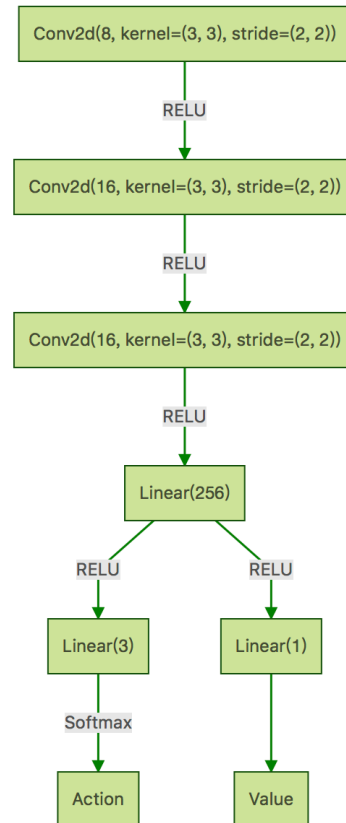 Conv2d(8, kernel=(3, 3), stride=(2, 2))
RELU
Conv2d(16, kernel=(3, 3), stride=(2, 2))
RELU
Conv2d(16, kernel=(3, 3), stride=(2, 2))
RELU
Linear(256)
RELU
RELU
Linear(3)
Linear(1)
Softmax
Action
Value